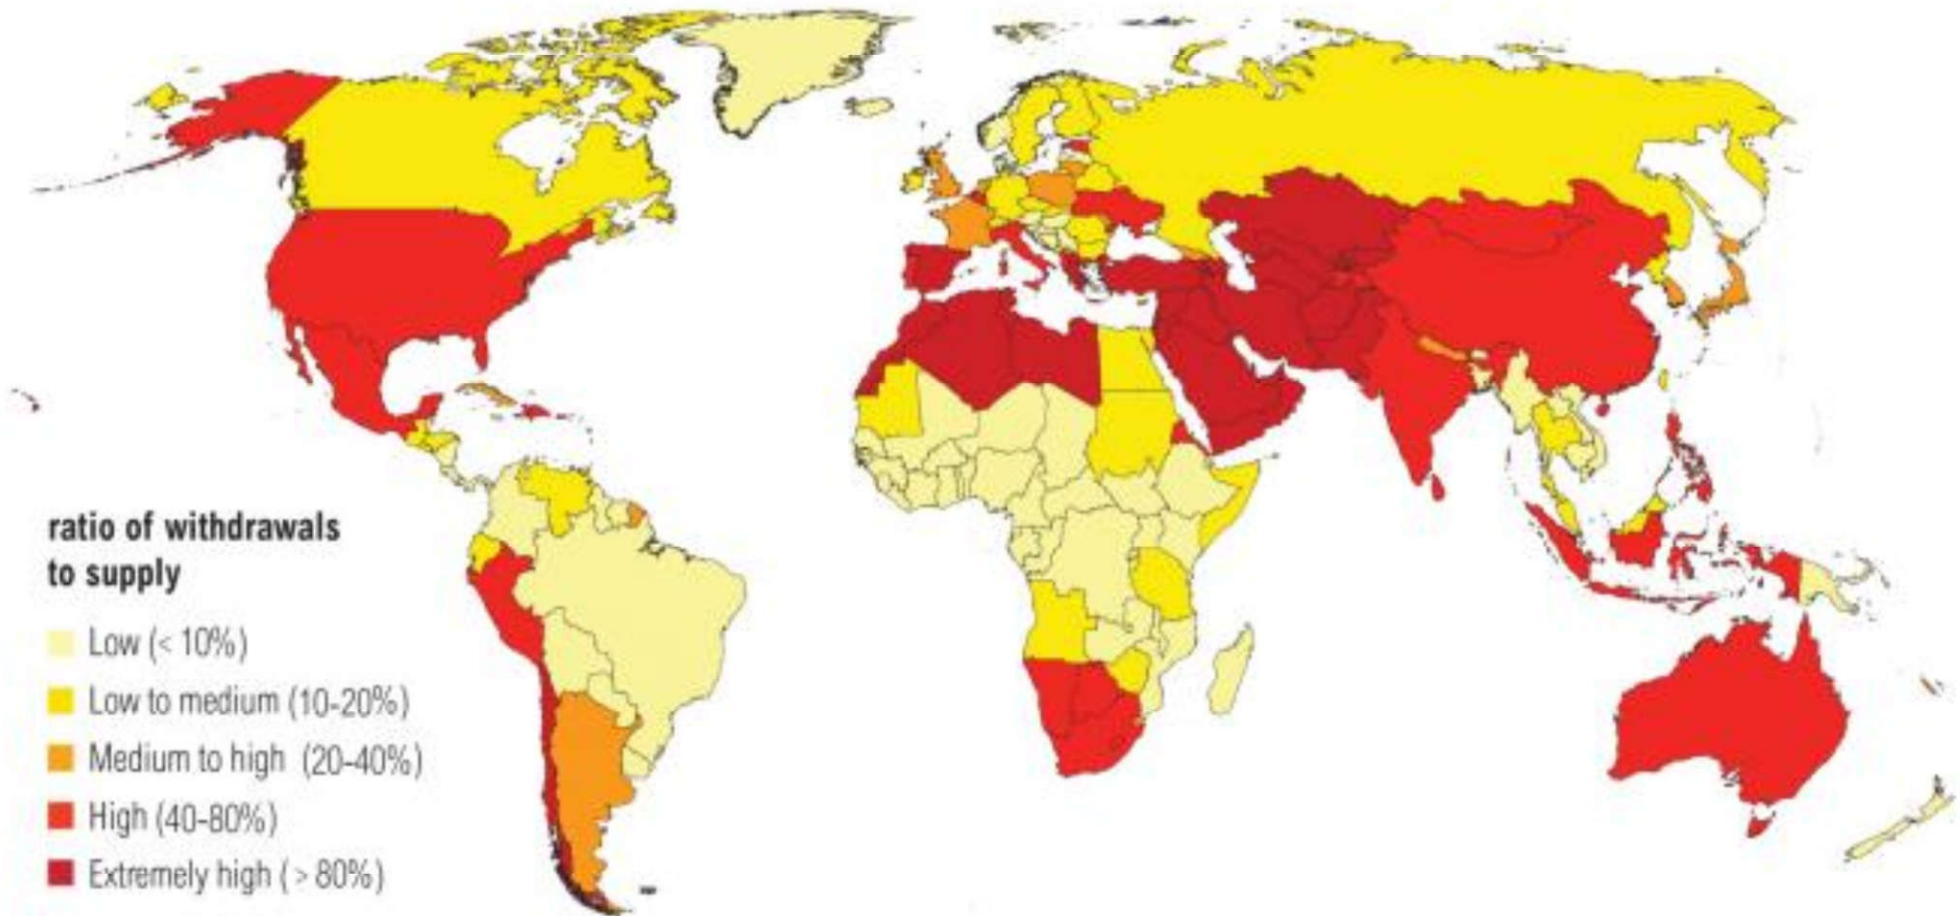 ratio of withdrawals
to supply
Low (< 10%)
Low to medium (10-20%)
Medium to high (20-40%)
High (40-80%)
Extremely high ( > 80%)